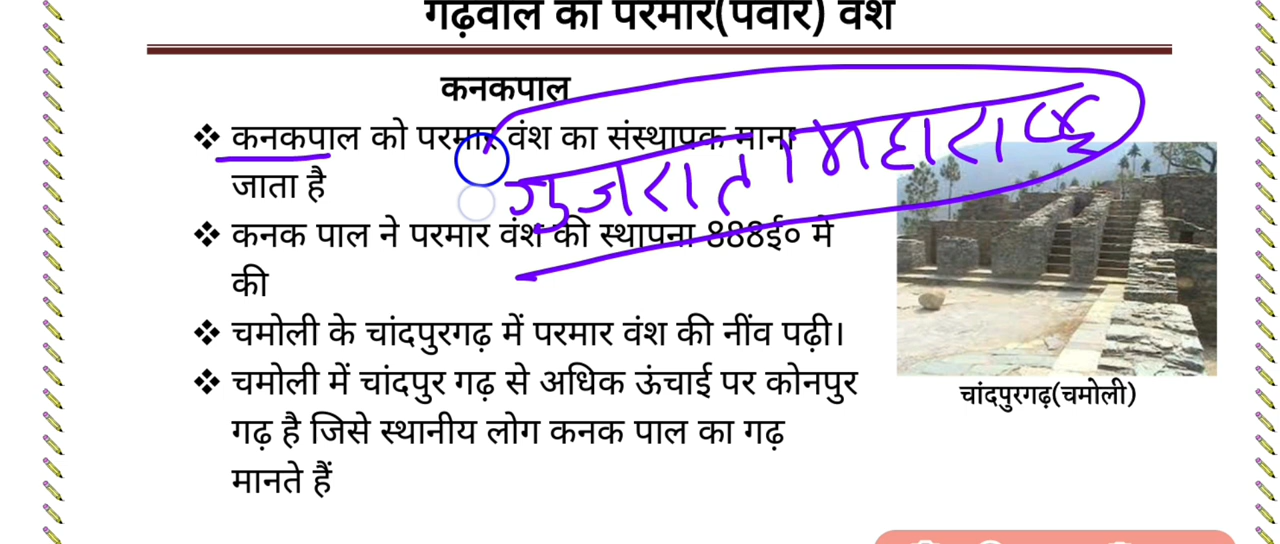 गढ़वाल का परमार(पंवार) वंश
कनकपाल
❖ कनकपाल को परमार वंश का संस्थापक माना
जाता है
गुजरात । महाराष्ट्र
❖ कनक पाल ने परमार वंश की स्थापना 888ई० में
की
❖ चमोली के चांदपुरगढ़ में परमार वंश की नींव पढ़ी।
❖ चमोली में चांदपुर गढ़ से अधिक ऊंचाई पर कोनपुर
गढ़ है जिसे स्थानीय लोग कनक पाल का गढ़
मानते हैं
चांदपुरगढ़(चमोली)